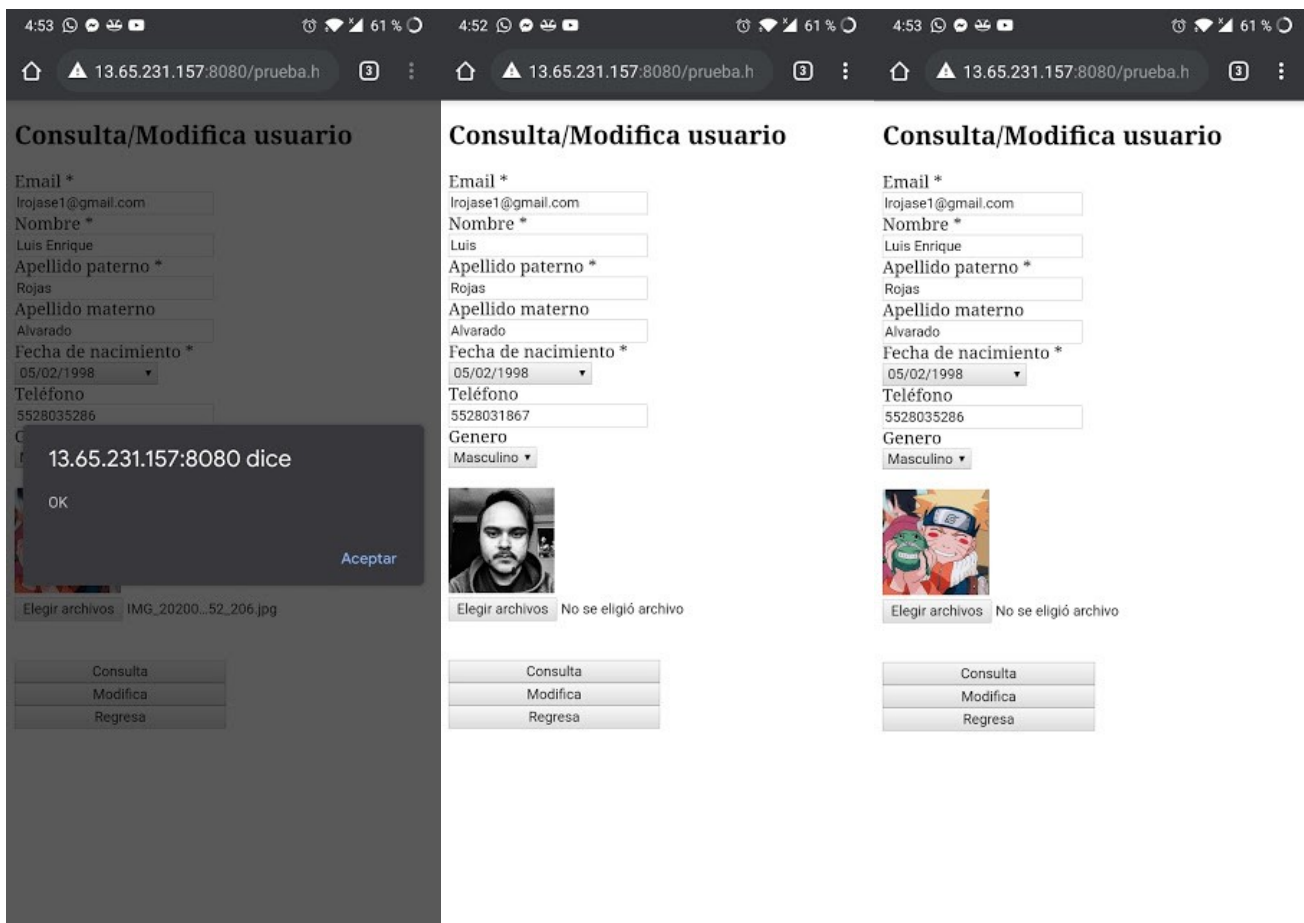 4:53 61 %
13.65.231.157:8080/prueba.h 3
Consulta/Modifica usuario
Email *
lrojase1@gmail.com
Nombre *
Luis Enrique
Apellido paterno *
Rojas
Apellido materno
Alvarado
Fecha de nacimiento *
05/02/1998
Teléfono
5528035286
13.65.231.157:8080 dice
OK
Aceptar
Elegir archivos IMG_20200...52_206.jpg
Consulta
Modifica
Regresa
4:52 61 %
13.65.231.157:8080/prueba.h 3
Consulta/Modifica usuario
Email *
lrojase1@gmail.com
Nombre *
Luis
Apellido paterno *
Rojas
Apellido materno
Alvarado
Fecha de nacimiento *
05/02/1998
Teléfono
5528031867
Genero
Masculino
Elegir archivos No se eligió archivo
Consulta
Modifica
Regresa
4:53 61 %
13.65.231.157:8080/prueba.h 3
Consulta/Modifica usuario
Email *
lrojase1@gmail.com
Nombre *
Luis Enrique
Apellido paterno *
Rojas
Apellido materno
Alvarado
Fecha de nacimiento *
05/02/1998
Teléfono
5528035286
Genero
Masculino
Elegir archivos No se eligió archivo
Consulta
Modifica
Regresa